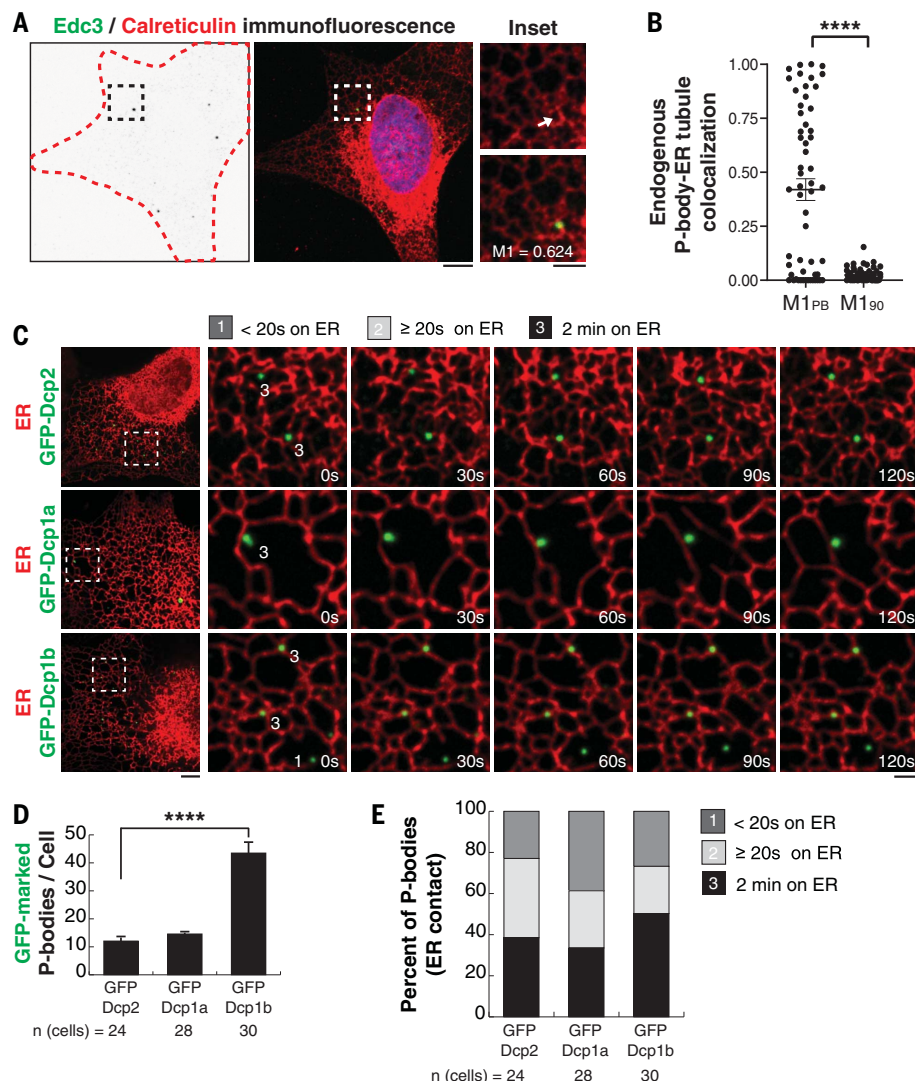 A
Edc3 / Calreticulin immunofluorescence
Inset
M1 = 0.624
B
****
Endogenous
P-body-ER tubule
colocalization
1.00
0.75
0.50
0.25
0.00
M1PB
M190
1 < 20s on ER
2 ≥ 20s on ER
3 2 min on ER
C
ER
GFP-Dcp2
3
3
0s
30s
60s
90s
120s
ER
GFP-Dcp1a
3
0s
30s
60s
90s
120s
ER
GFP-Dcp1b
3
3
1
0s
30s
60s
90s
120s
D
****
GFP-marked
P-bodies / Cell
50
40
30
20
10
0
GFP
Dcp2
GFP
Dcp1a
GFP
Dcp1b
n (cells) = 24 28 30
E
Percent of P-bodies
(ER contact)
100
80
60
40
20
0
GFP
Dcp2
GFP
Dcp1a
GFP
Dcp1b
n (cells) = 24 28 30
1 < 20s on ER
2 ≥ 20s on ER
3 2 min on ER